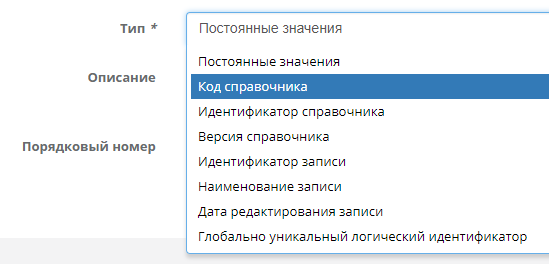 Тип * Постоянные значения
Постоянные значения
Описание
Код справочника
Идентификатор справочника
Версия справочника
Порядковый номер
Идентификатор записи
Наименование записи
Дата редактирования записи
Глобально уникальный логический идентификатор